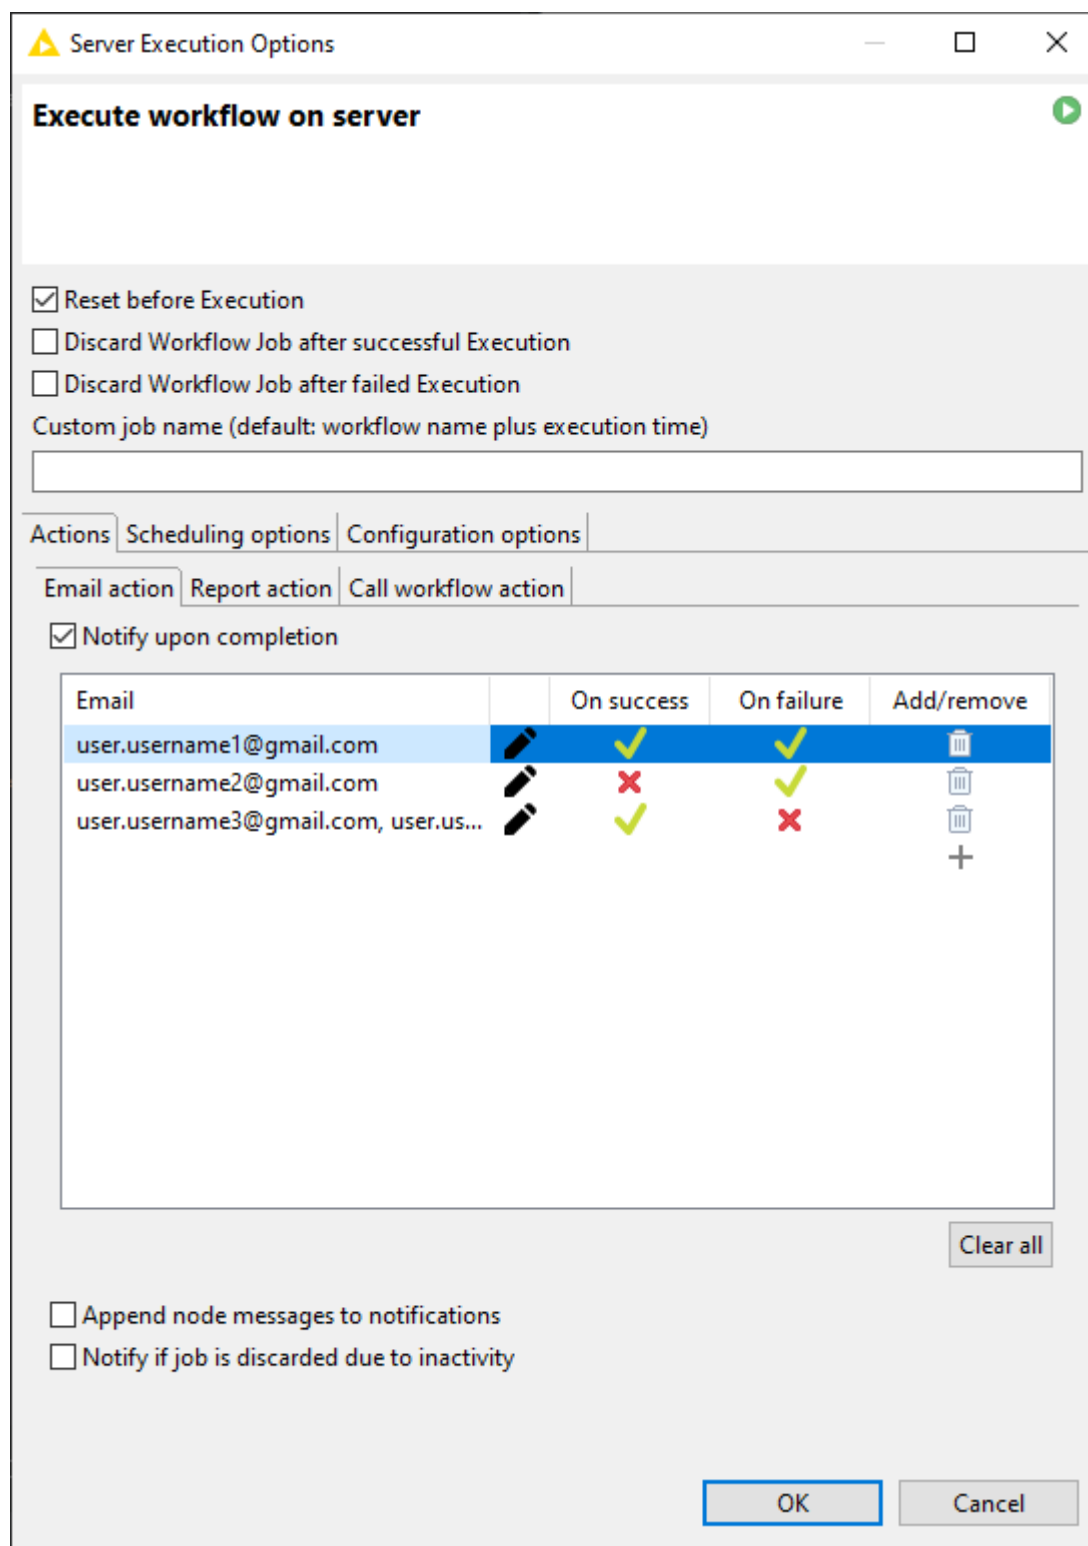 Server Execution Options
Execute workflow on server
Reset before Execution
Discard Workflow Job after successful Execution
Discard Workflow Job after failed Execution
Custom job name (default: workflow name plus execution time)
Actions Scheduling options Configuration options
Email action Report action Call workflow action
Notify upon completion
Email On success On failure Add/remove
user.username1@gmail.com
user.username2@gmail.com
user.username3@gmail.com, user.us...
Clear all
Append node messages to notifications
Notify if job is discarded due to inactivity
OK Cancel